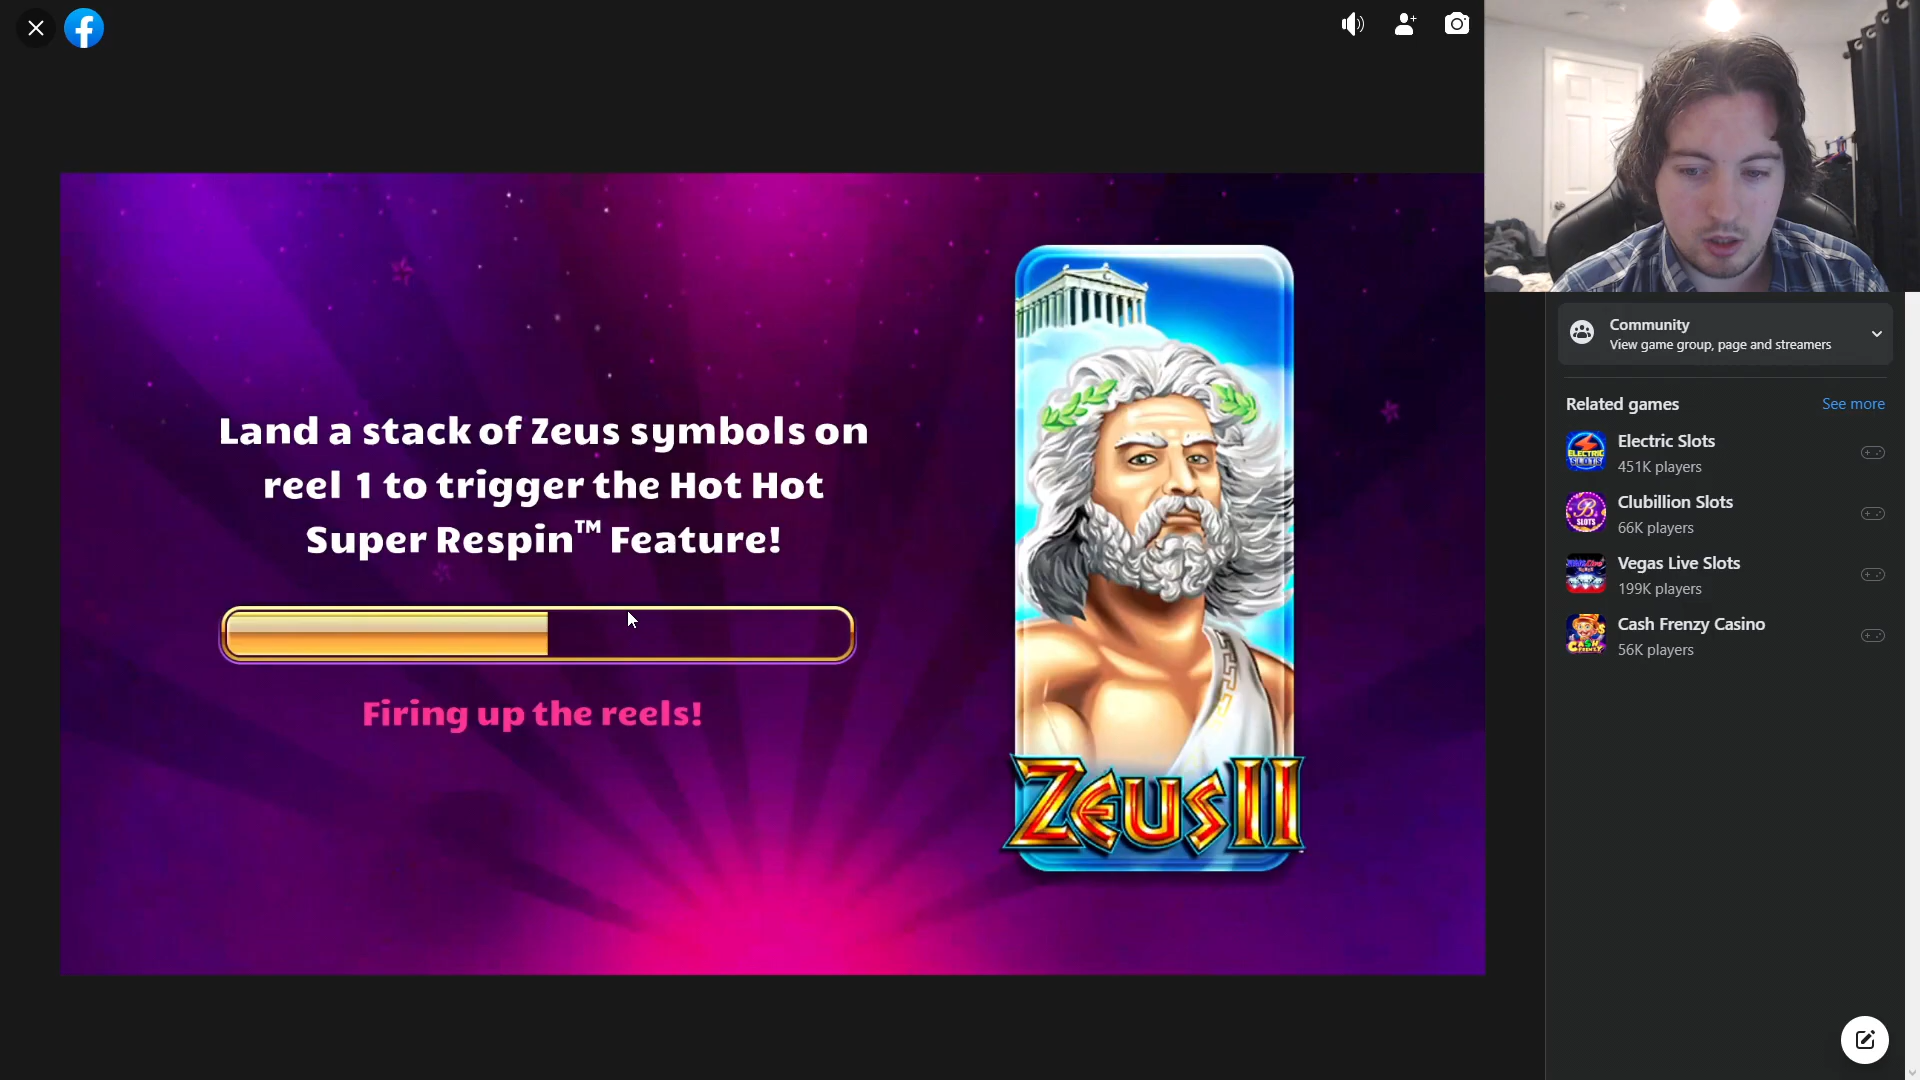 Land a stack of Zeus symbols on
reel 1 to trigger the Hot Hot
Super Respin™ Feature!
Firing up the reels!
ZEUS II
Community
View game group, page and streamers
Related games
See more
Electric Slots
451K players
Clubillion Slots
66K players
Vegas Live Slots
199K players
Cash Frenzy Casino
56K players